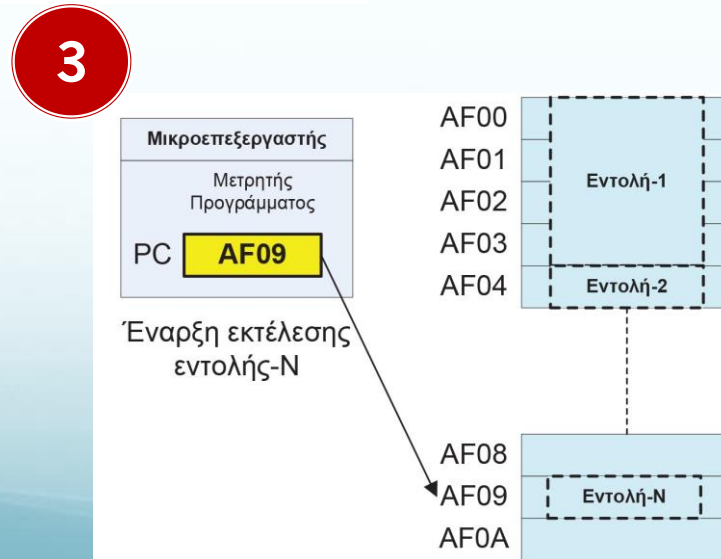 3
Μικροεπεξεργαστής
Μετρητής
Προγράμματος
PC AF09
Έναρξη εκτέλεσης
εντολής-Ν
AF00
AF01
AF02
AF03
AF04
Εντολή-1
Εντολή-2
AF08
AF09
AF0A
Εντολή-Ν